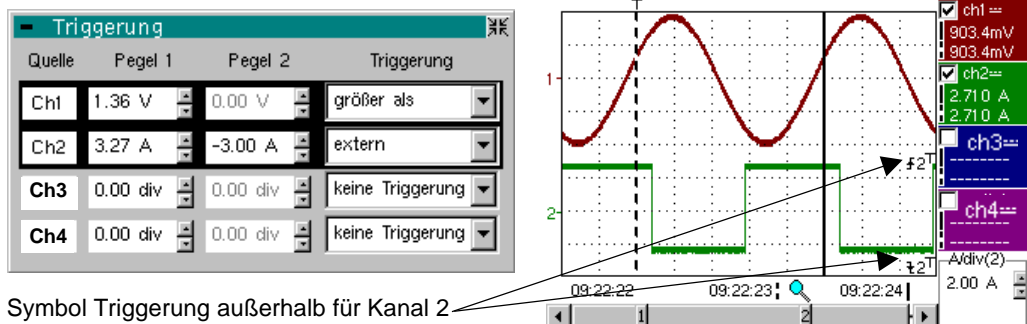 Triggerung
Quelle Pegel 1 Pegel 2 Triggerung
Ch1 1.36 V 0.00 V größer als
Ch2 3.27 A -3.00 A extern
Ch3 0.00 div 0.00 div keine Triggerung
Ch4 0.00 div 0.00 div keine Triggerung
Symbol Triggerung außerhalb für Kanal 2
T
1
2
2T
2T
09:22:22 09:22:23 09:22:24
1 2
ch1
903.4mV
903.4mV
ch2
2.710 A
2.710 A
ch3
--------
--------
ch4
--------
--------
A/div(2)
2.00 A